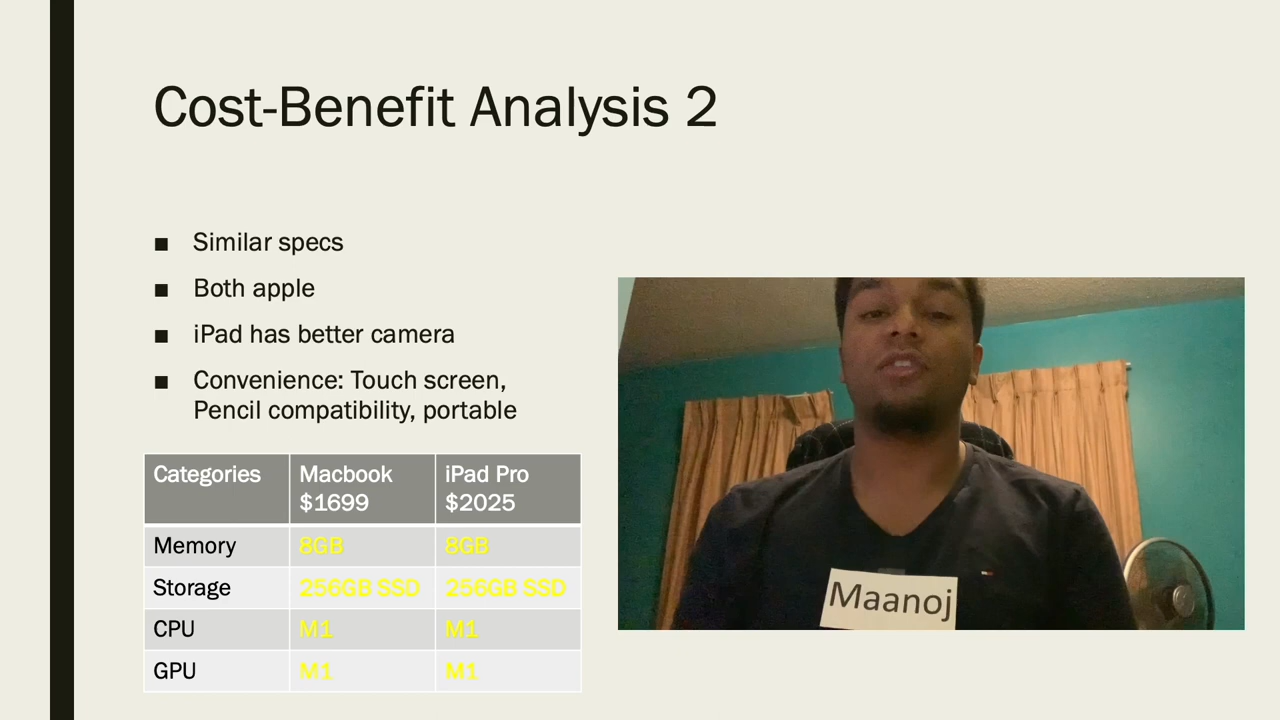 Cost-Benefit Analysis 2
■ Similar specs
■ Both apple
■ iPad has better camera
■ Convenience: Touch screen,
Pencil compatibility, portable
Categories Macbook iPad Pro
$1699 $2025
Memory 8GB 8GB
Storage 256GB SSD 256GB SSD
CPU M1 M1
GPU M1 M1
Maanoj